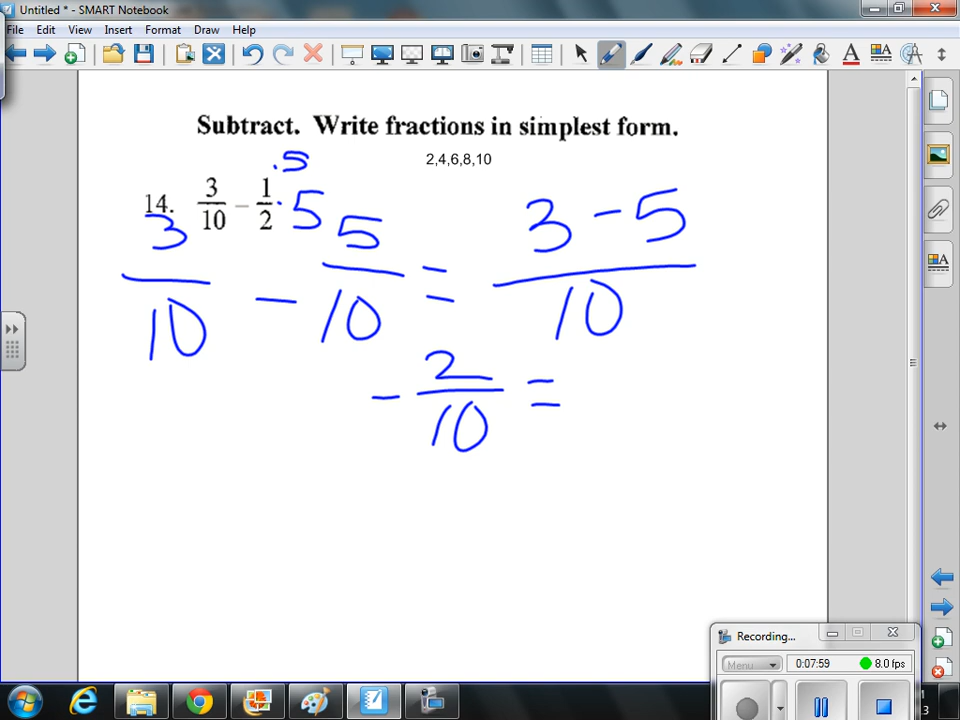 Untitled * - SMART Notebook
File Edit View Insert Format Draw Help
Subtract. Write fractions in simplest form.
2,4,6,8,10
14. 3/10 - 1/2 .5 .5
3/10 - 5/10 = 3-5/10
- 2/10 =
Recording...
Menu 0:07:59 8.0 fps